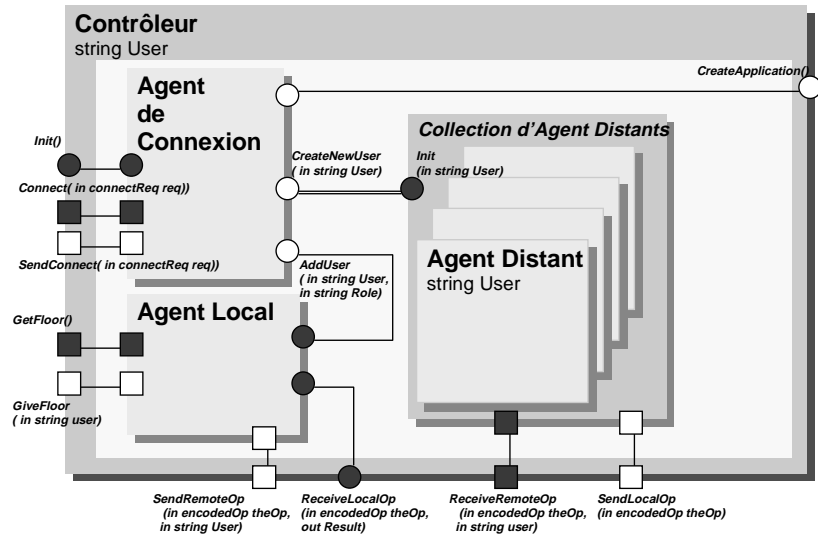 Contrôleur
string User
CreateApplication()
Agent
de
Connexion
Collection d'Agent Distants
Init()
CreateNewUser
( in string User)
Init
(in string User)
Connect( in connectReq req))
SendConnect( in connectReq req))
AddUser
( in string User,
in string Role)
Agent Distant
string User
Agent Local
GetFloor()
GiveFloor
( in string user)
SendRemoteOp
(in encodedOp theOp,
in string User)
ReceiveLocalOp
(in encodedOp theOp,
out Result)
ReceiveRemoteOp
(in encodedOp theOp,
in string user)
SendLocalOp
(in encodedOp theOp)